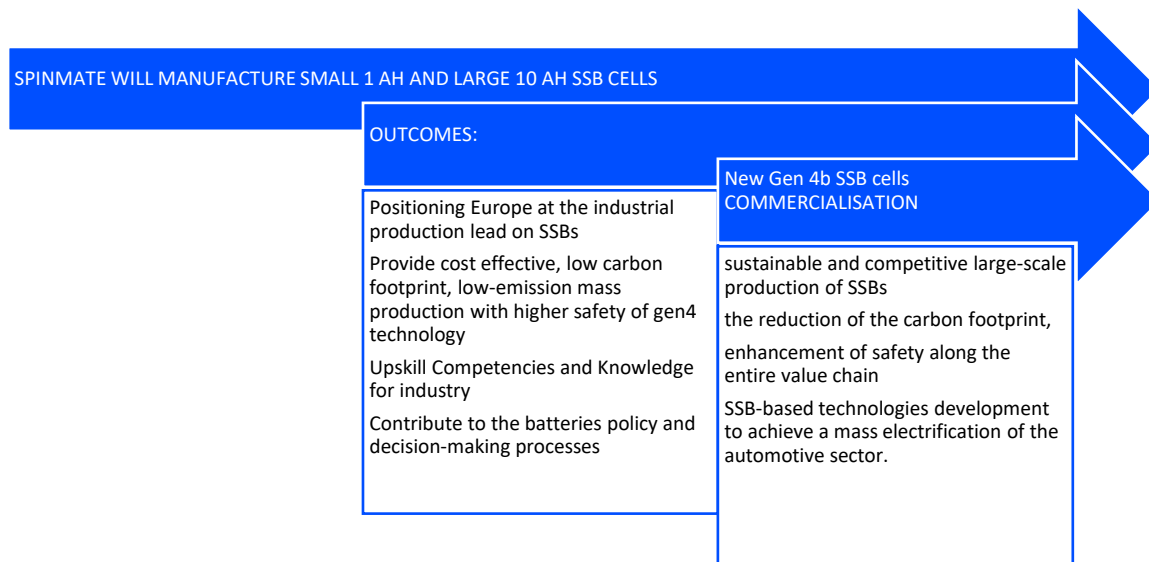 SPINMATE WILL MANUFACTURE SMALL 1 AH AND LARGE 10 AH SSB CELLS
OUTCOMES:
Positioning Europe at the industrial
production lead on SSBs
Provide cost effective, low carbon
footprint, low-emission mass
production with higher safety of gen4
technology
Upskill Competencies and Knowledge
for industry
Contribute to the batteries policy and
decision-making processes
New Gen 4b SSB cells
COMMERCIALISATION
sustainable and competitive large-scale
production of SSBs
the reduction of the carbon footprint,
enhancement of safety along the
entire value chain
SSB-based technologies development
to achieve a mass electrification of the
automotive sector.